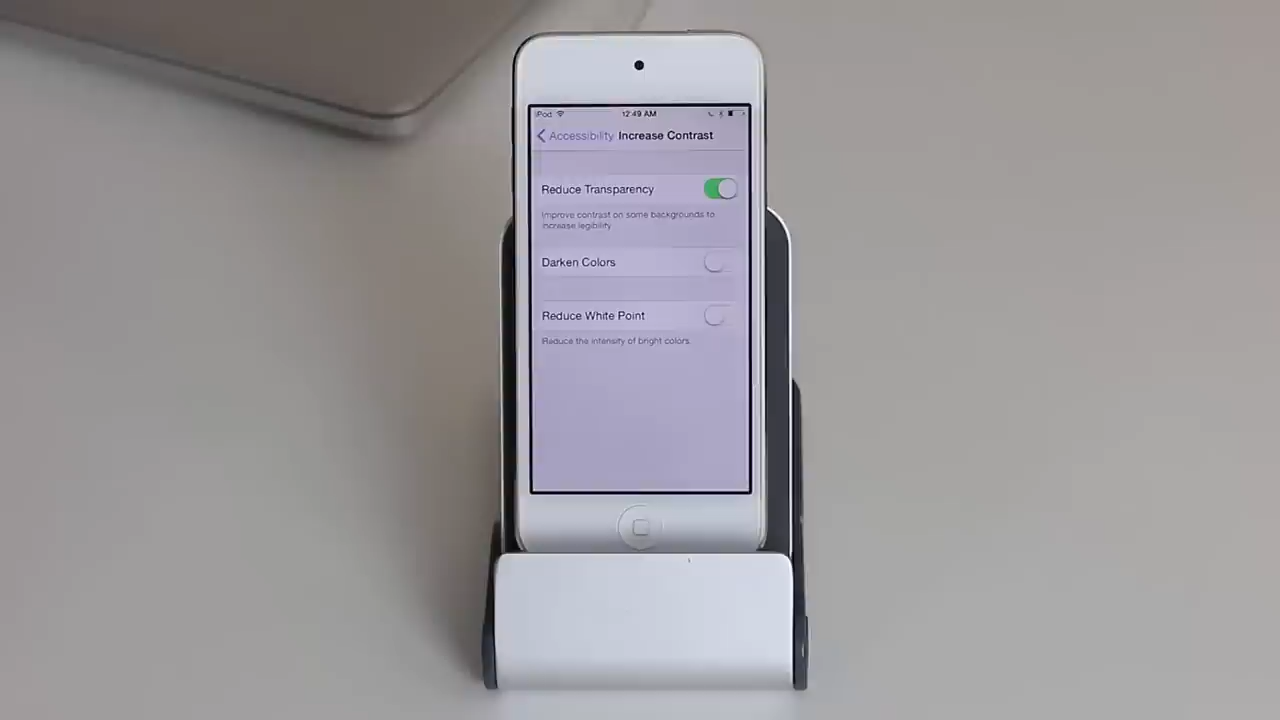 iPod 12:49 AM
Accessibility Increase Contrast
Reduce Transparency
Improve contrast on some backgrounds to
increase legibility.
Darken Colors
Reduce White Point
Reduce the intensity of bright colors.